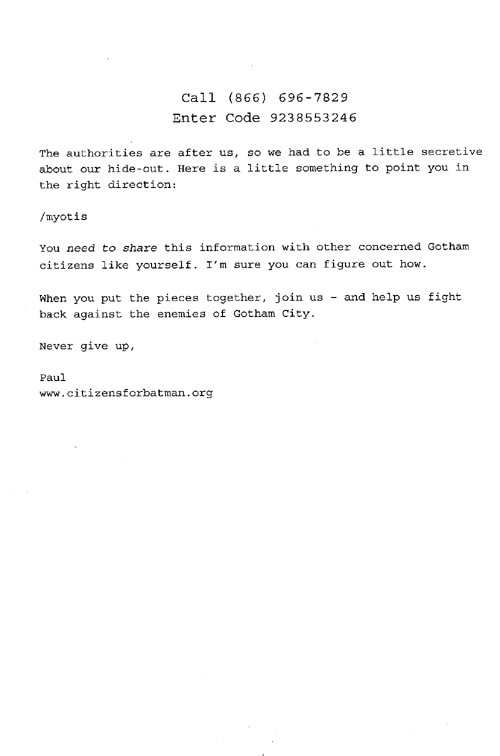 Call (866) 696-7829
Enter Code 9238553246
The authorities are after us, so we had to be a little secretive
about our hide-out. Here is a little something to point you in
the right direction:
/myotis
You need to share this information with other concerned Gotham
citizens like yourself. I'm sure you can figure out how.
When you put the pieces together, join us - and help us fight
back against the enemies of Gotham City.
Never give up,
Paul
www.citizensforbatman.org